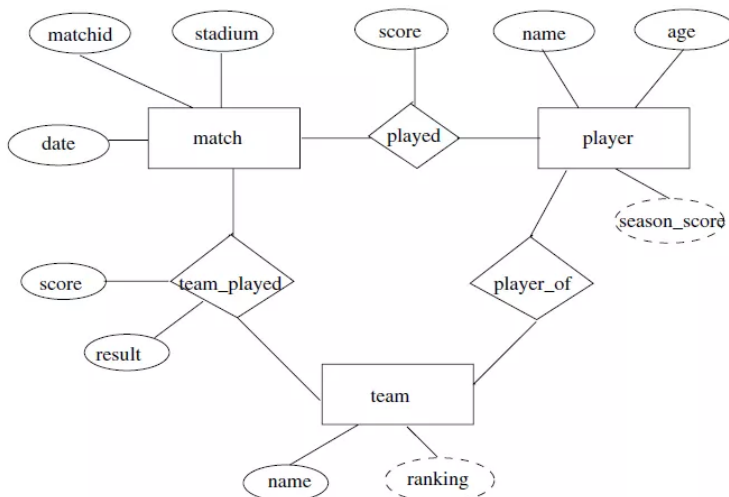 matchid
stadium
score
name
age
date
match
played
player
season_score
score
team_played
player_of
result
team
name
ranking